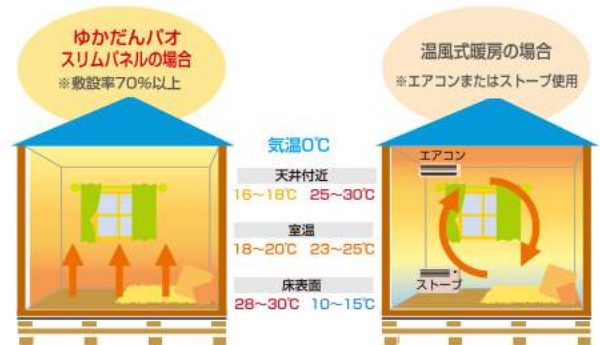 ゆかだんパオ
スリムパネルの場合
※敷設率70%以上
温風式暖房の場合
※エアコンまたはストーブ使用
気温0℃
天井付近
16～18℃ 25～30℃
室温
18～20℃ 23～25℃
床表面
28～30℃ 10～15℃
エアコン
ストーブ